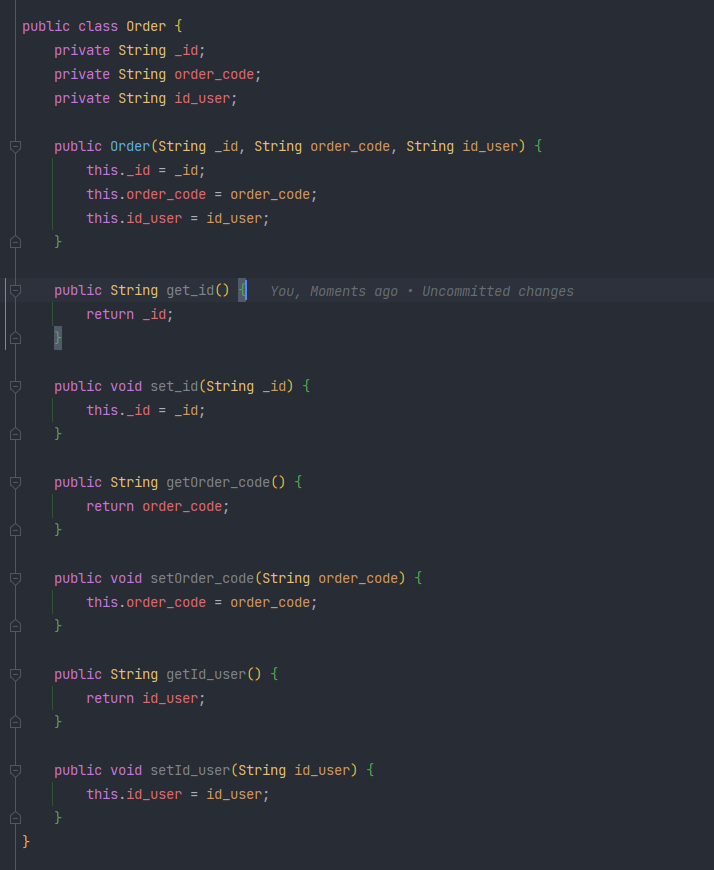 public class Order {
    private String _id;
    private String order_code;
    private String id_user;

    public Order(String _id, String order_code, String id_user) {
        this._id = _id;
        this.order_code = order_code;
        this.id_user = id_user;
    }

    public String get_id() {   You, Moments ago • Uncommitted changes
        return _id;
    }

    public void set_id(String _id) {
        this._id = _id;
    }

    public String getOrder_code() {
        return order_code;
    }

    public void setOrder_code(String order_code) {
        this.order_code = order_code;
    }

    public String getId_user() {
        return id_user;
    }

    public void setId_user(String id_user) {
        this.id_user = id_user;
    }
}